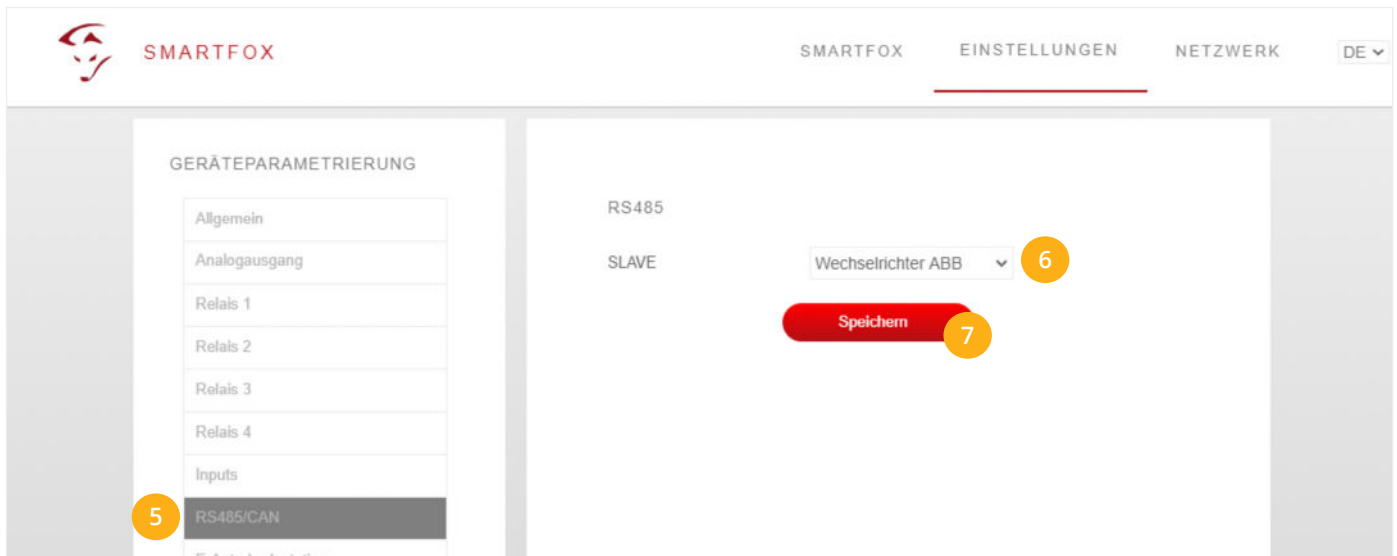 SMARTFOX
SMARTFOX EINSTELLUNGEN NETZWERK DE
GERÄTEPARAMETRIERUNG
Allgemein
Analogausgang
Relais 1
Relais 2
Relais 3
Relais 4
Inputs
5 RS485/CAN
RS485
SLAVE Wechselrichter ABB 6
Speichern 7